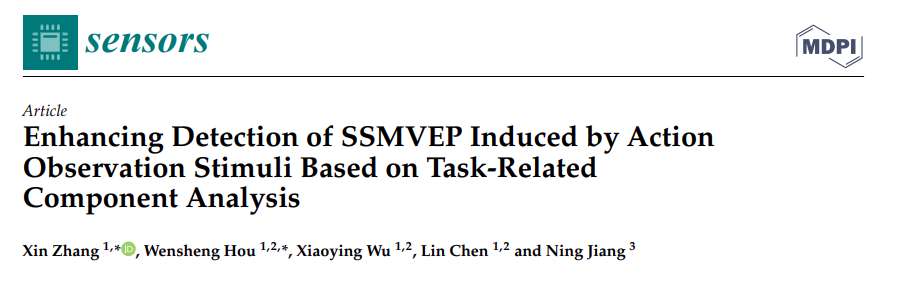 sensors
MDPI
Article
Enhancing Detection of SSMVEP Induced by Action
Observation Stimuli Based on Task-Related
Component Analysis
Xin Zhang 1,* iD, Wensheng Hou 1,2,*, Xiaoying Wu 1,2, Lin Chen 1,2 and Ning Jiang 3